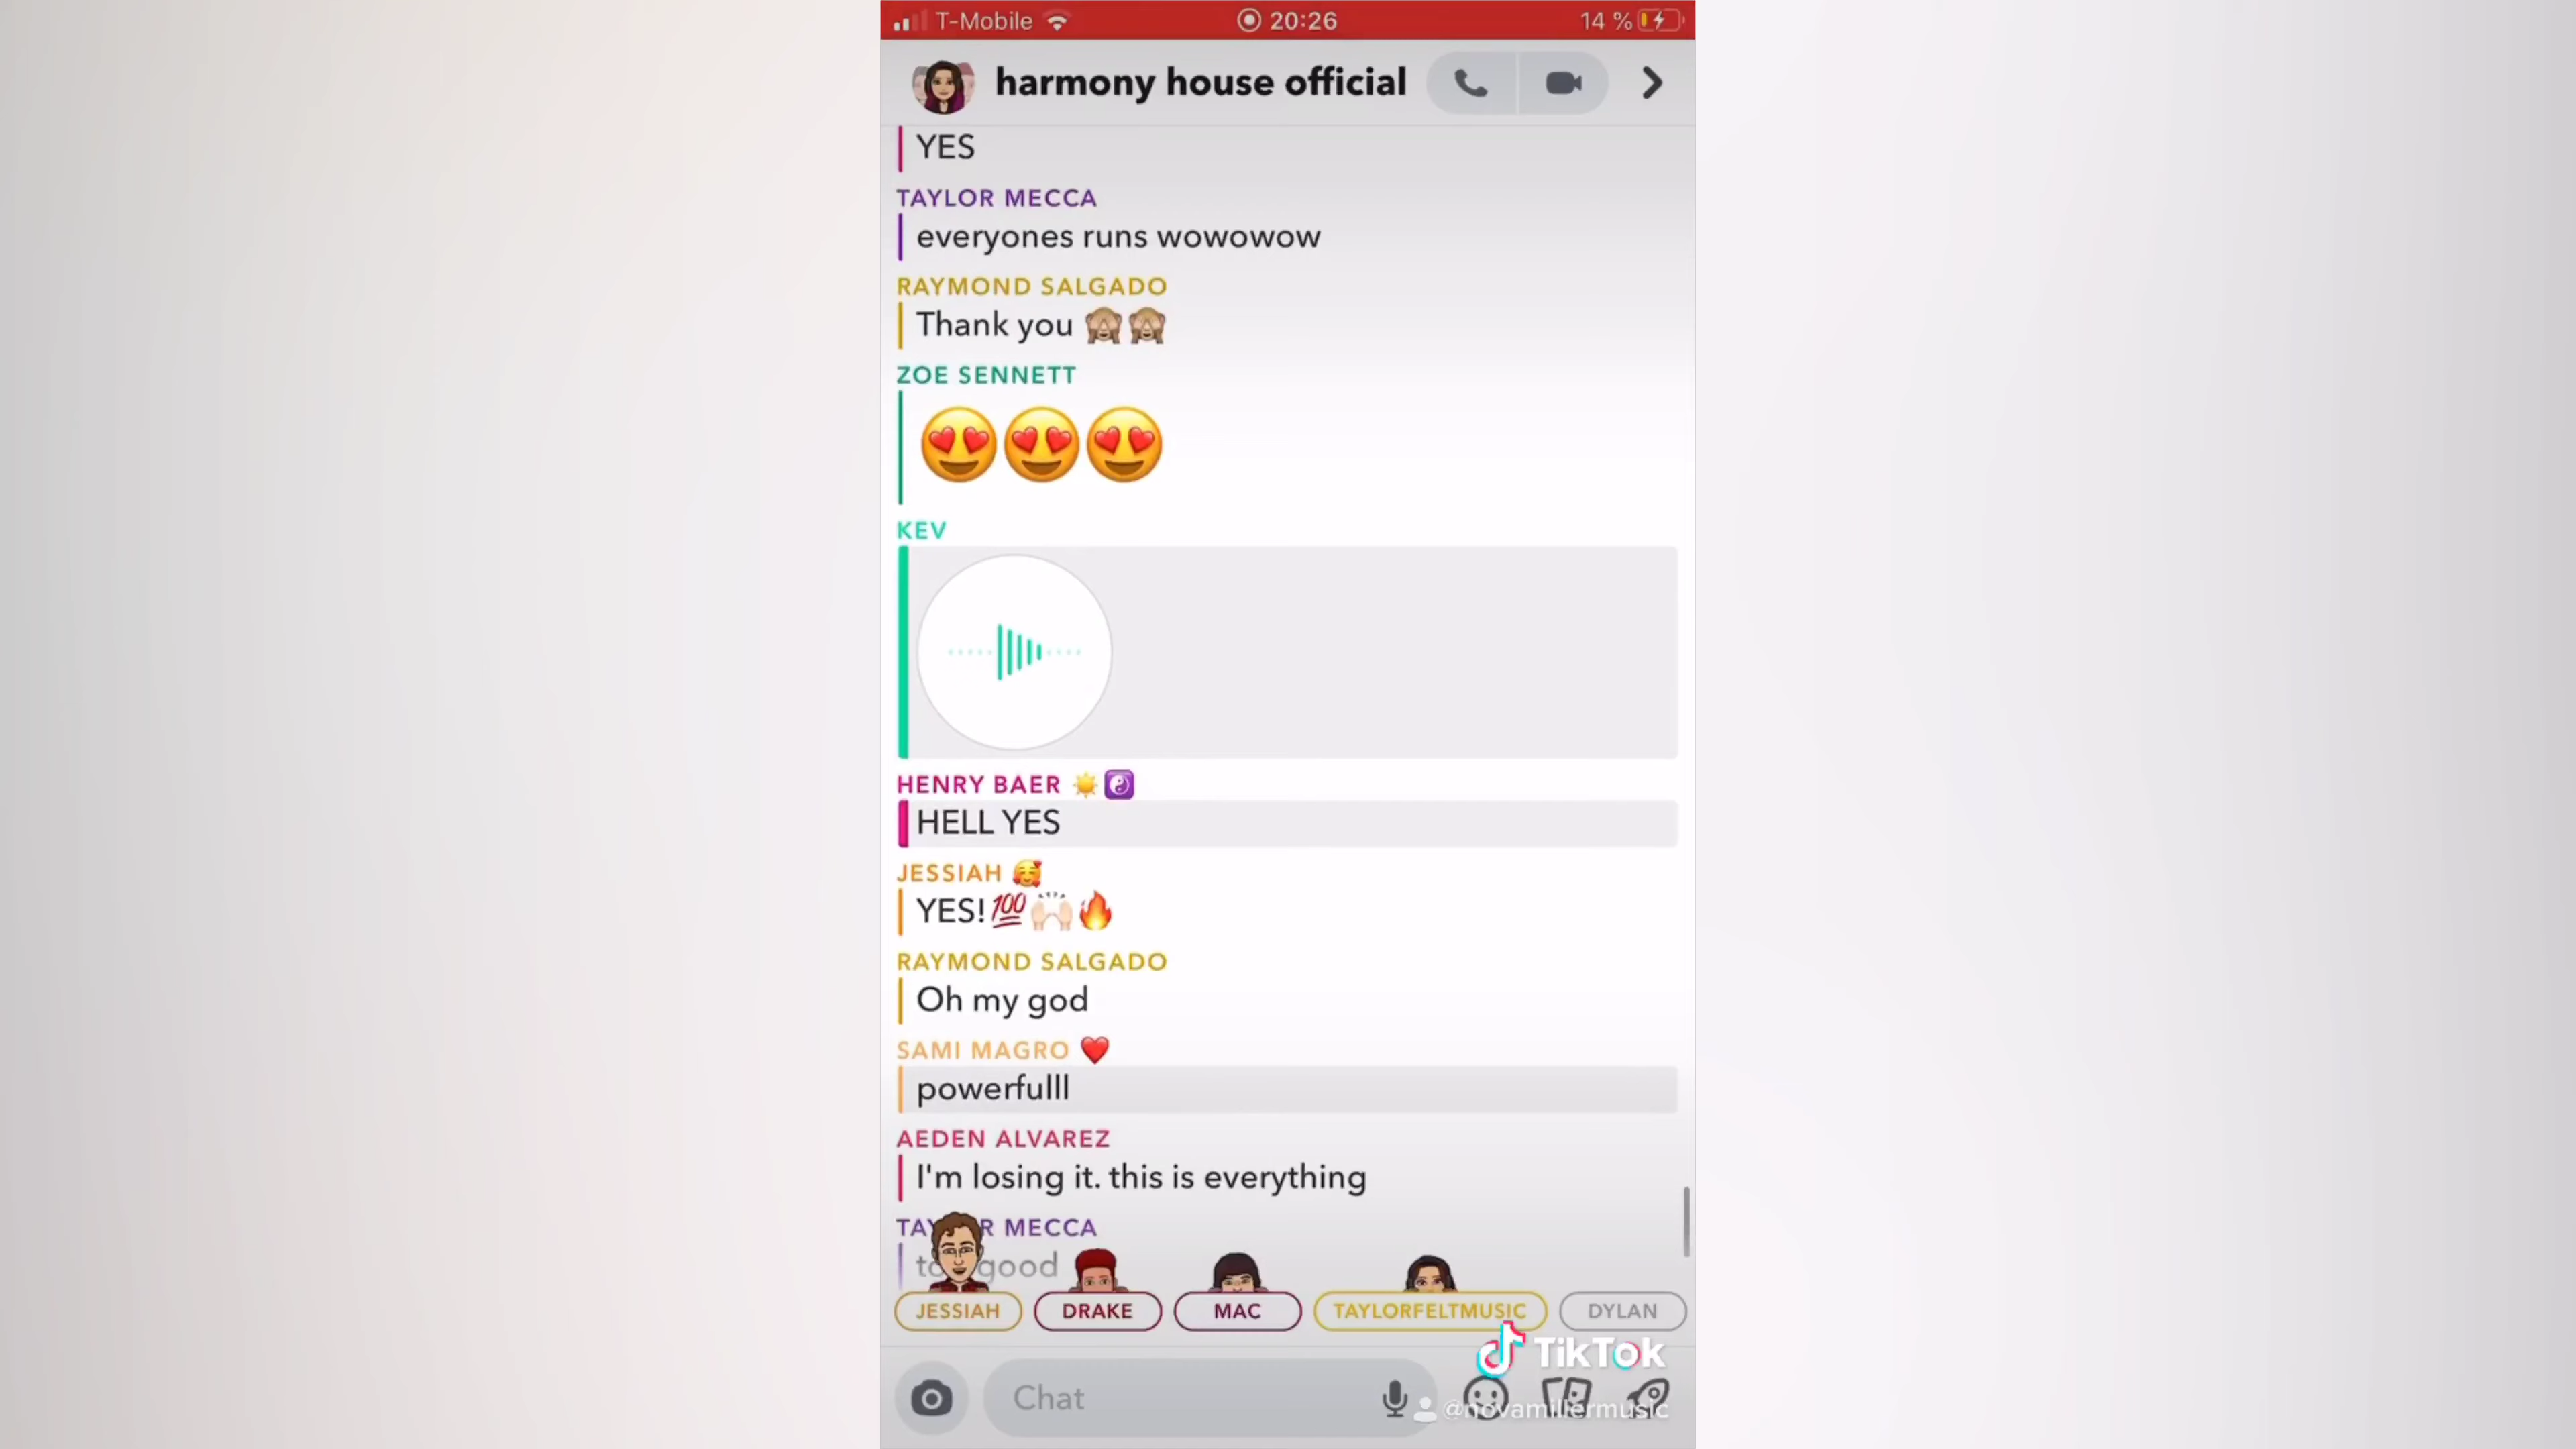 T-Mobile 20:26 14 %
harmony house official
YES
TAYLOR MECCA
everyones runs wowowow
RAYMOND SALGADO
Thank you 🙈🙈
ZOE SENNETT
😍😍😍
KEV
HENRY BAER ☀️☯️
HELL YES
JESSIAH 🥰
YES!💯🙌🏻🔥
RAYMOND SALGADO
Oh my god
SAMI MAGRO ❤️
powerfulll
AEDEN ALVAREZ
I'm losing it. this is everything
MECCA
good
JESSIAH DRAKE MAC TAYLORFELTMUSIC DYLAN
TikTok
Chat
@novamillermusic